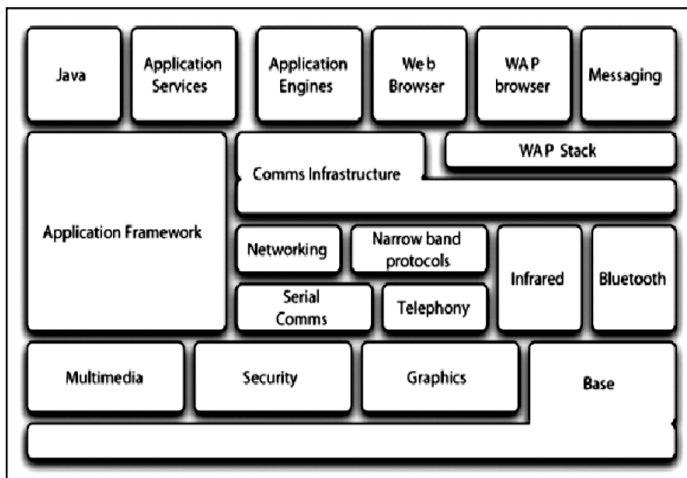 Java
Application
Services
Application
Engines
Web
Browser
WAP
browser
Messaging
Application Framework
Comms Infrastructure
WAP Stack
Networking
Narrow band
protocols
Serial
Comms
Telephony
Infrared
Bluetooth
Multimedia
Security
Graphics
Base